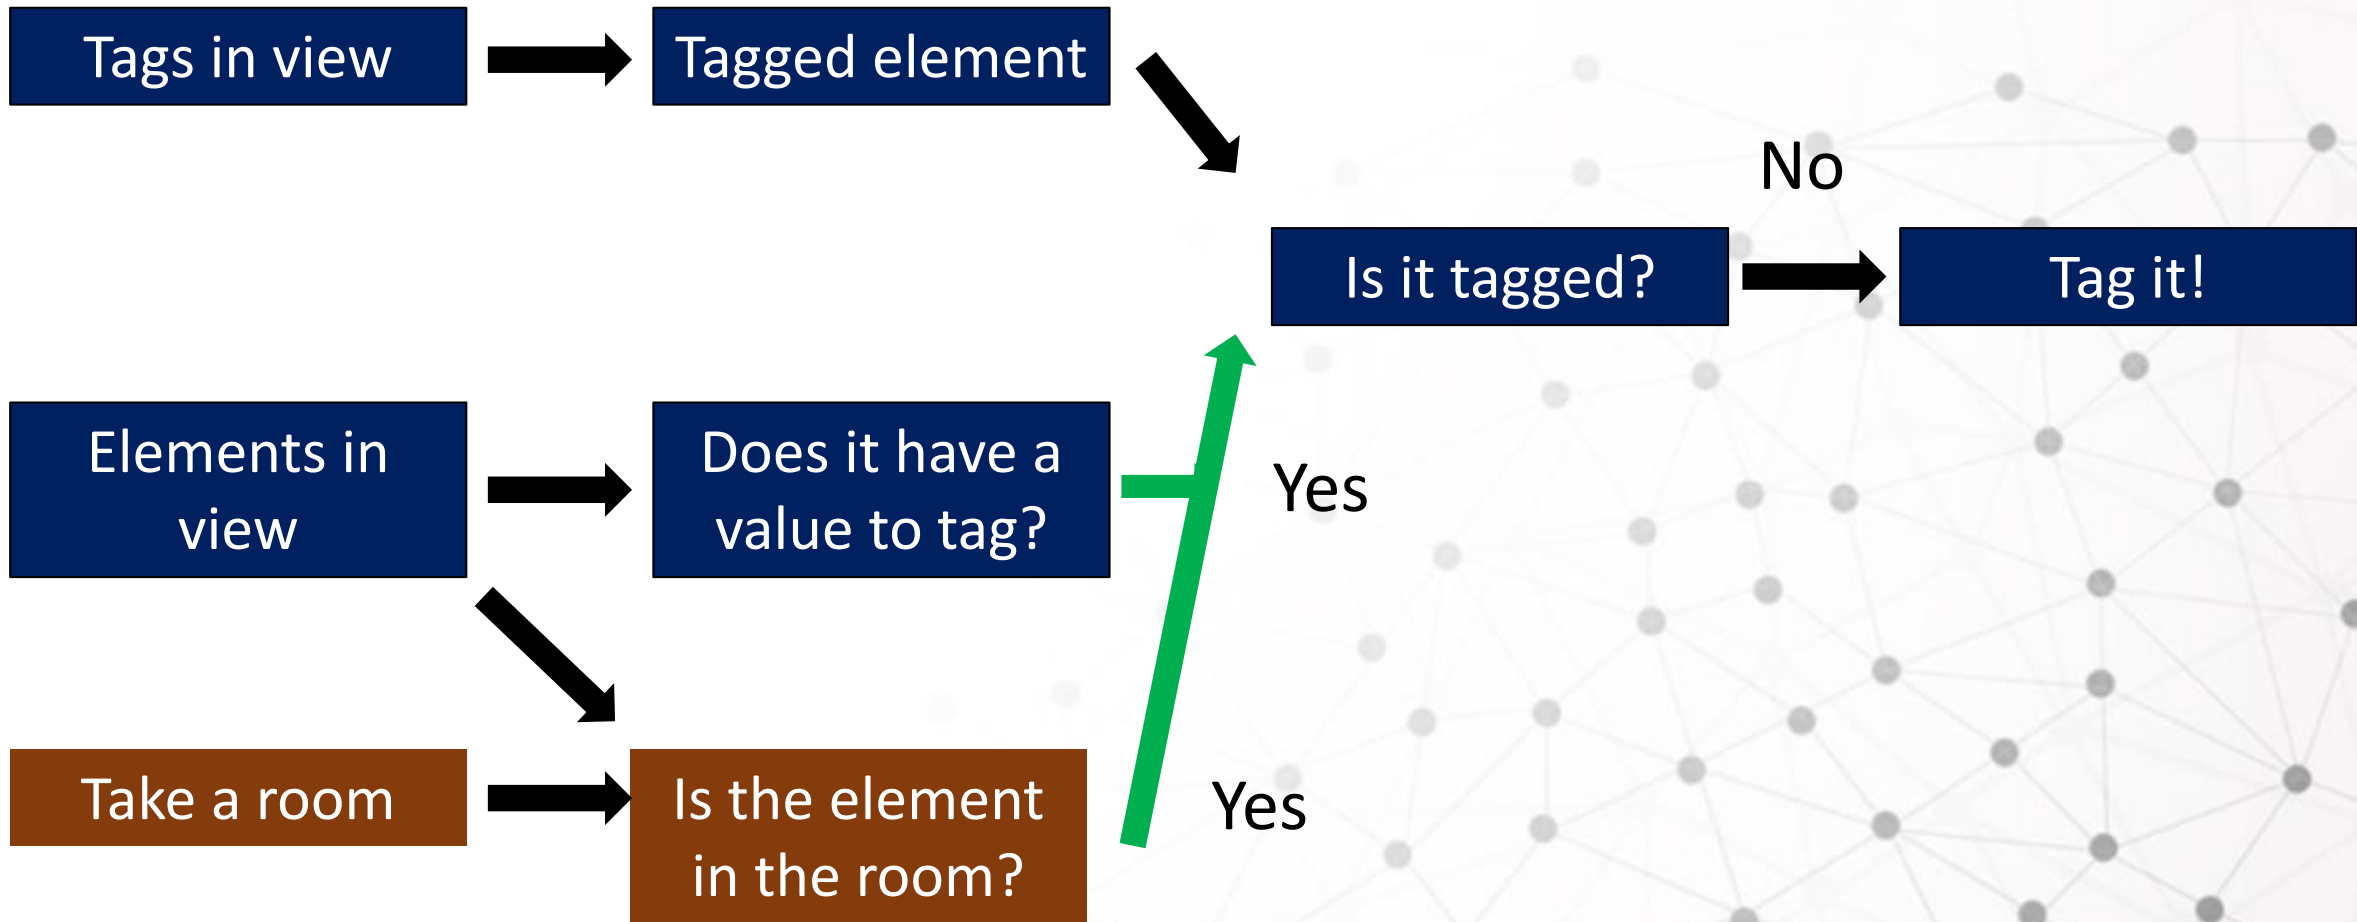 Tags in view
Tagged element
No
Is it tagged?
Tag it!
Elements in
view
Does it have a
value to tag?
Yes
Take a room
Is the element
in the room?
Yes